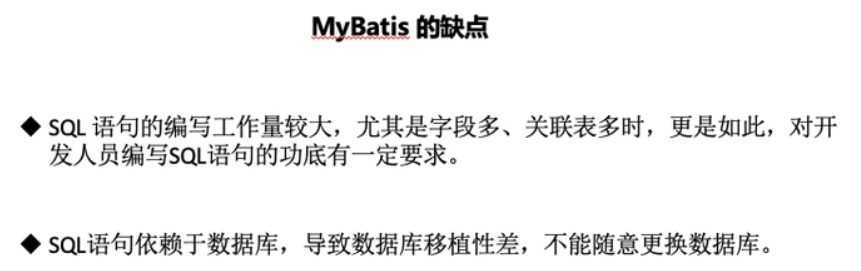 MyBatis 的缺点
◆ SQL 语句的编写工作量较大，尤其是字段多、关联表多时，更是如此，对开
发人员编写SQL语句的功底有一定要求。
◆ SQL语句依赖于数据库，导致数据库移植性差，不能随意更换数据库。